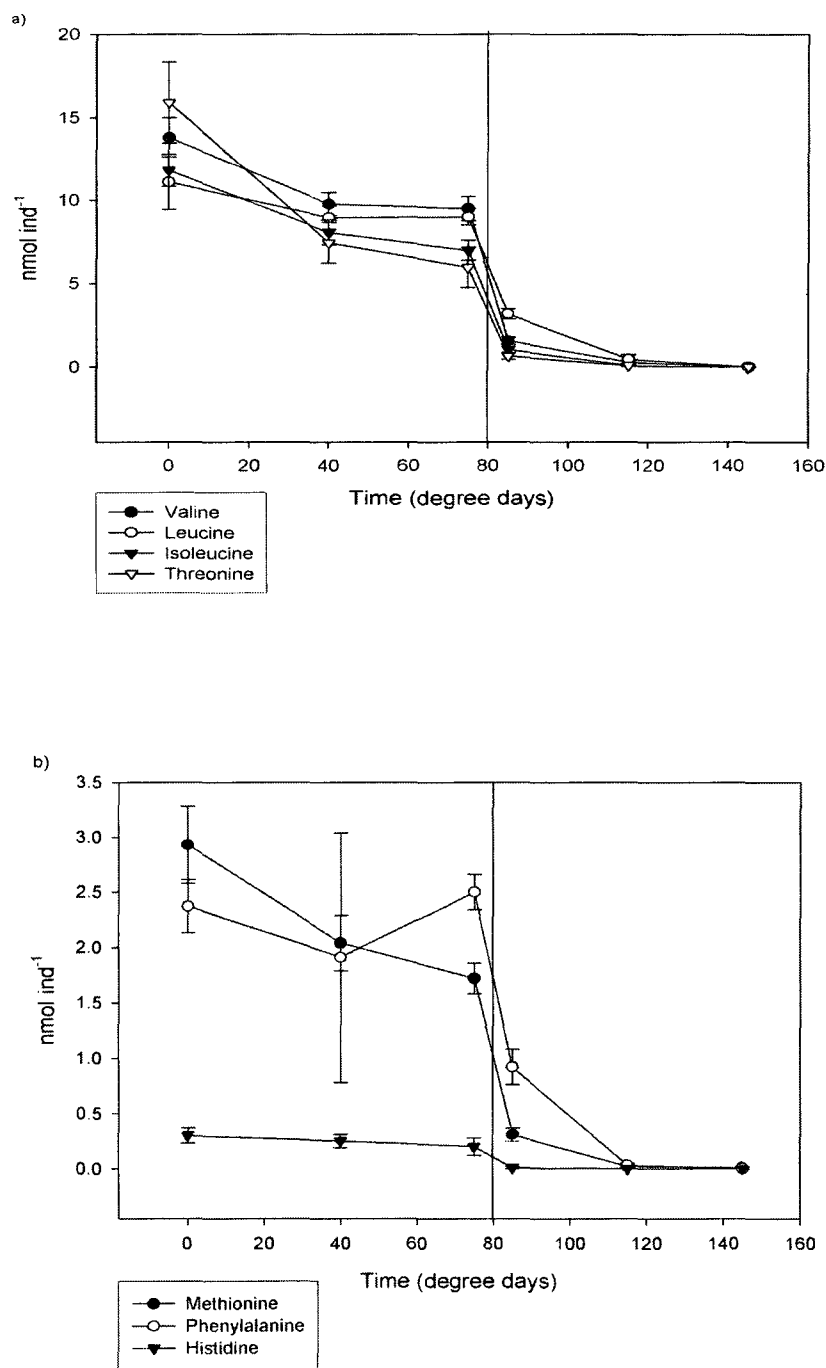 a)
20
15
10
5
0
nmol ind-1
0 20 40 60 80 100 120 140 160
Time (degree days)
Valine
Leucine
Isoleucine
Threonine
b)
3.5
3.0
2.5
2.0
1.5
1.0
0.5
0.0
nmol ind-1
0 20 40 60 80 100 120 140 160
Time (degree days)
Methionine
Phenylalanine
Histidine